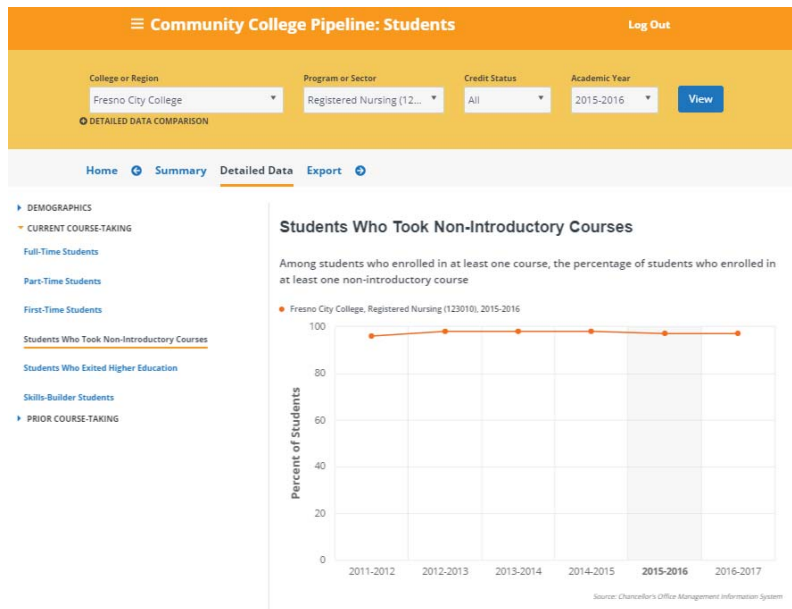 Community College Pipeline: Students
Log Out
College or Region
Program or Sector
Credit Status
Academic Year
Fresno City College
Registered Nursing (12...
All
2015-2016
View
DETAILED DATA COMPARISON
Home
Summary
Detailed Data
Export
DEMOGRAPHICS
CURRENT COURSE-TAKING
Full-Time Students
Part-Time Students
First-Time Students
Students Who Took Non-Introductory Courses
Students Who Exited Higher Education
Skills-Builder Students
PRIOR COURSE-TAKING
Students Who Took Non-Introductory Courses
Among students who enrolled in at least one course, the percentage of students who enrolled in
at least one non-introductory course
Fresno City College, Registered Nursing (123010), 2015-2016
Percent of Students
100
80
60
40
20
0
2011-2012
2012-2013
2013-2014
2014-2015
2015-2016
2016-2017
Source: Chancellor's Office Management Information System